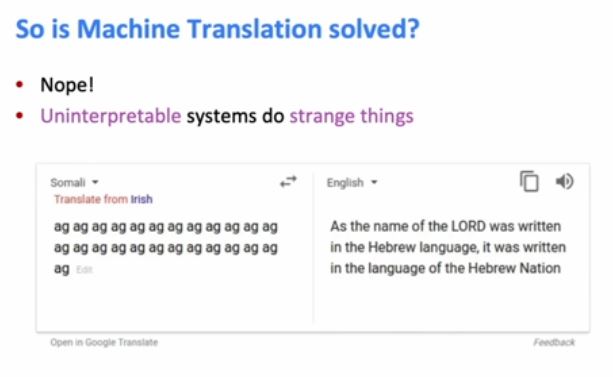 So is Machine Translation solved?
• Nope!
• Uninterpretable systems do strange things
Somali
Translate from Irish
ag ag ag ag ag ag ag ag ag ag ag ag
ag ag ag ag ag ag ag ag ag ag ag ag
ag Edit
English
As the name of the LORD was written
in the Hebrew language, it was written
in the language of the Hebrew Nation
Open in Google Translate
Feedback